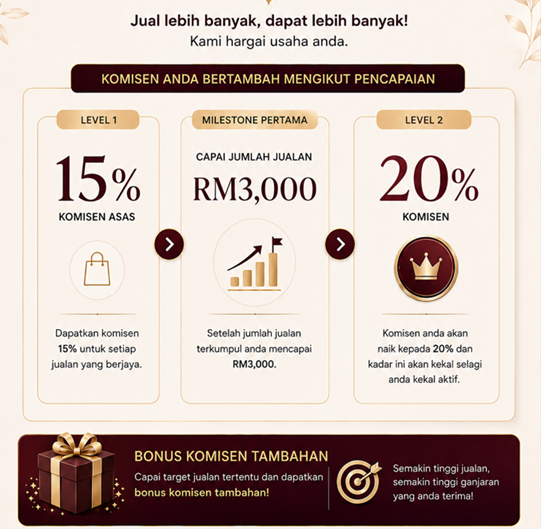 Jual lebih banyak, dapat lebih banyak!
Kami hargai usaha anda.
KOMISEN ANDA BERTAMBAH MENGIKUT PENCAPAIAN
LEVEL 1
15%
KOMISEN ASAS
Dapatkan komisen
15% untuk setiap
jualan yang berjaya.
MILESTONE PERTAMA
CAPAI JUMLAH JUALAN
RM3,000
Setelah jumlah jualan
terkumpul anda mencapai
RM3,000.
LEVEL 2
20%
KOMISEN
Komisen anda akan
naik kepada 20% dan
kadar ini akan kekal selagi
anda kekal aktif.
BONUS KOMISEN TAMBAHAN
Capai target jualan tertentu dan dapatkan
bonus komisen tambahan!
Semakin tinggi jualan,
semakin tinggi ganjaran
yang anda terima!